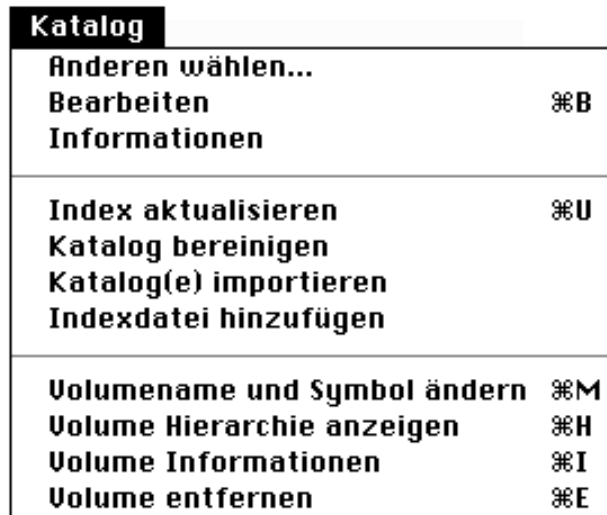 Katalog
Anderen wählen...
Bearbeiten ⌘B
Informationen
Index aktualisieren ⌘U
Katalog bereinigen
Katalog(e) importieren
Indexdatei hinzufügen
Volumename und Symbol ändern ⌘M
Volume Hierarchie anzeigen ⌘H
Volume Informationen ⌘I
Volume entfernen ⌘E